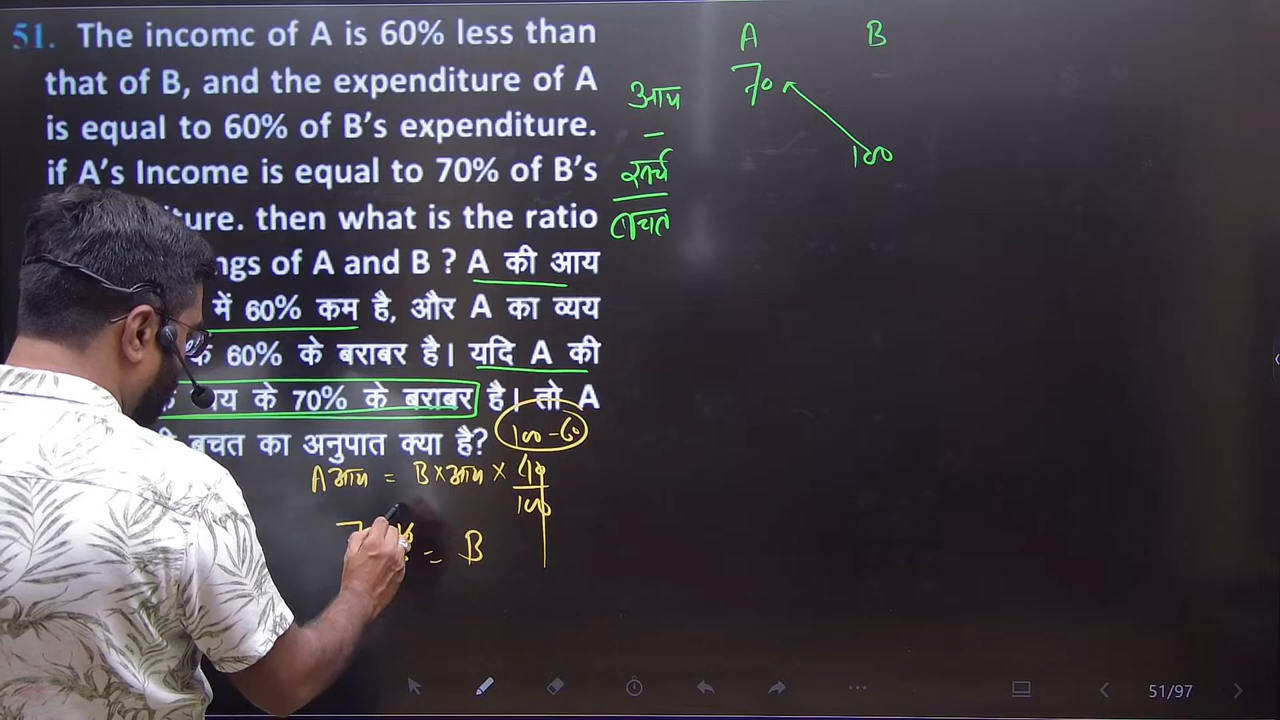 51. The incomc of A is 60% less than
that of B, and the expenditure of A
is equal to 60% of B's expenditure.
if A's Income is equal to 70% of B's
ture. then what is the ratio
ngs of A and B ? A की आय
में 60% कम है, और A का व्यय
के 60% के बराबर है। यदि A की
व्यय के 70% के बराबर है। तो A
बचत का अनुपात क्या है?
A B
आय 70
-
खर्च 100
बचत
100-60
A आय = B × आय × 40
100
= B
51/97